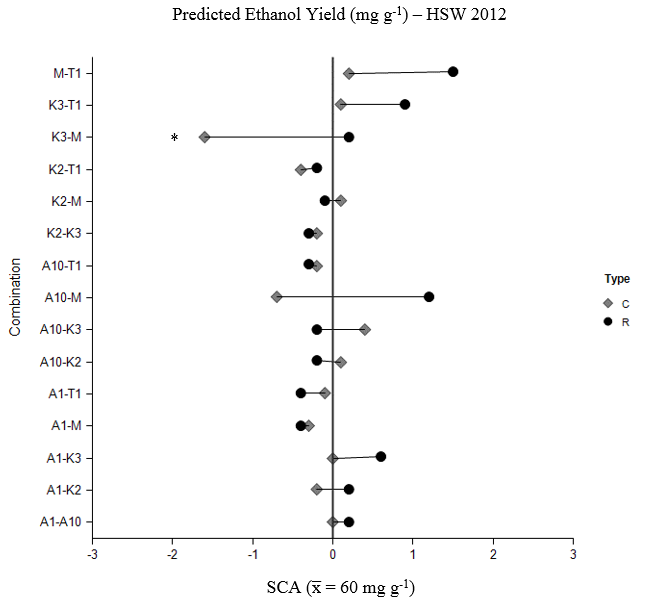 Predicted Ethanol Yield (mg g-1) – HSW 2012
M-T1
K3-T1
K3-M
*
K2-T1
K2-M
K2-K3
A10-T1
A10-M
A10-K3
A10-K2
A1-T1
A1-M
A1-K3
A1-K2
A1-A10
Combination
Type
C
R
-3 -2 -1 0 1 2 3
SCA (x̅ = 60 mg g-1)